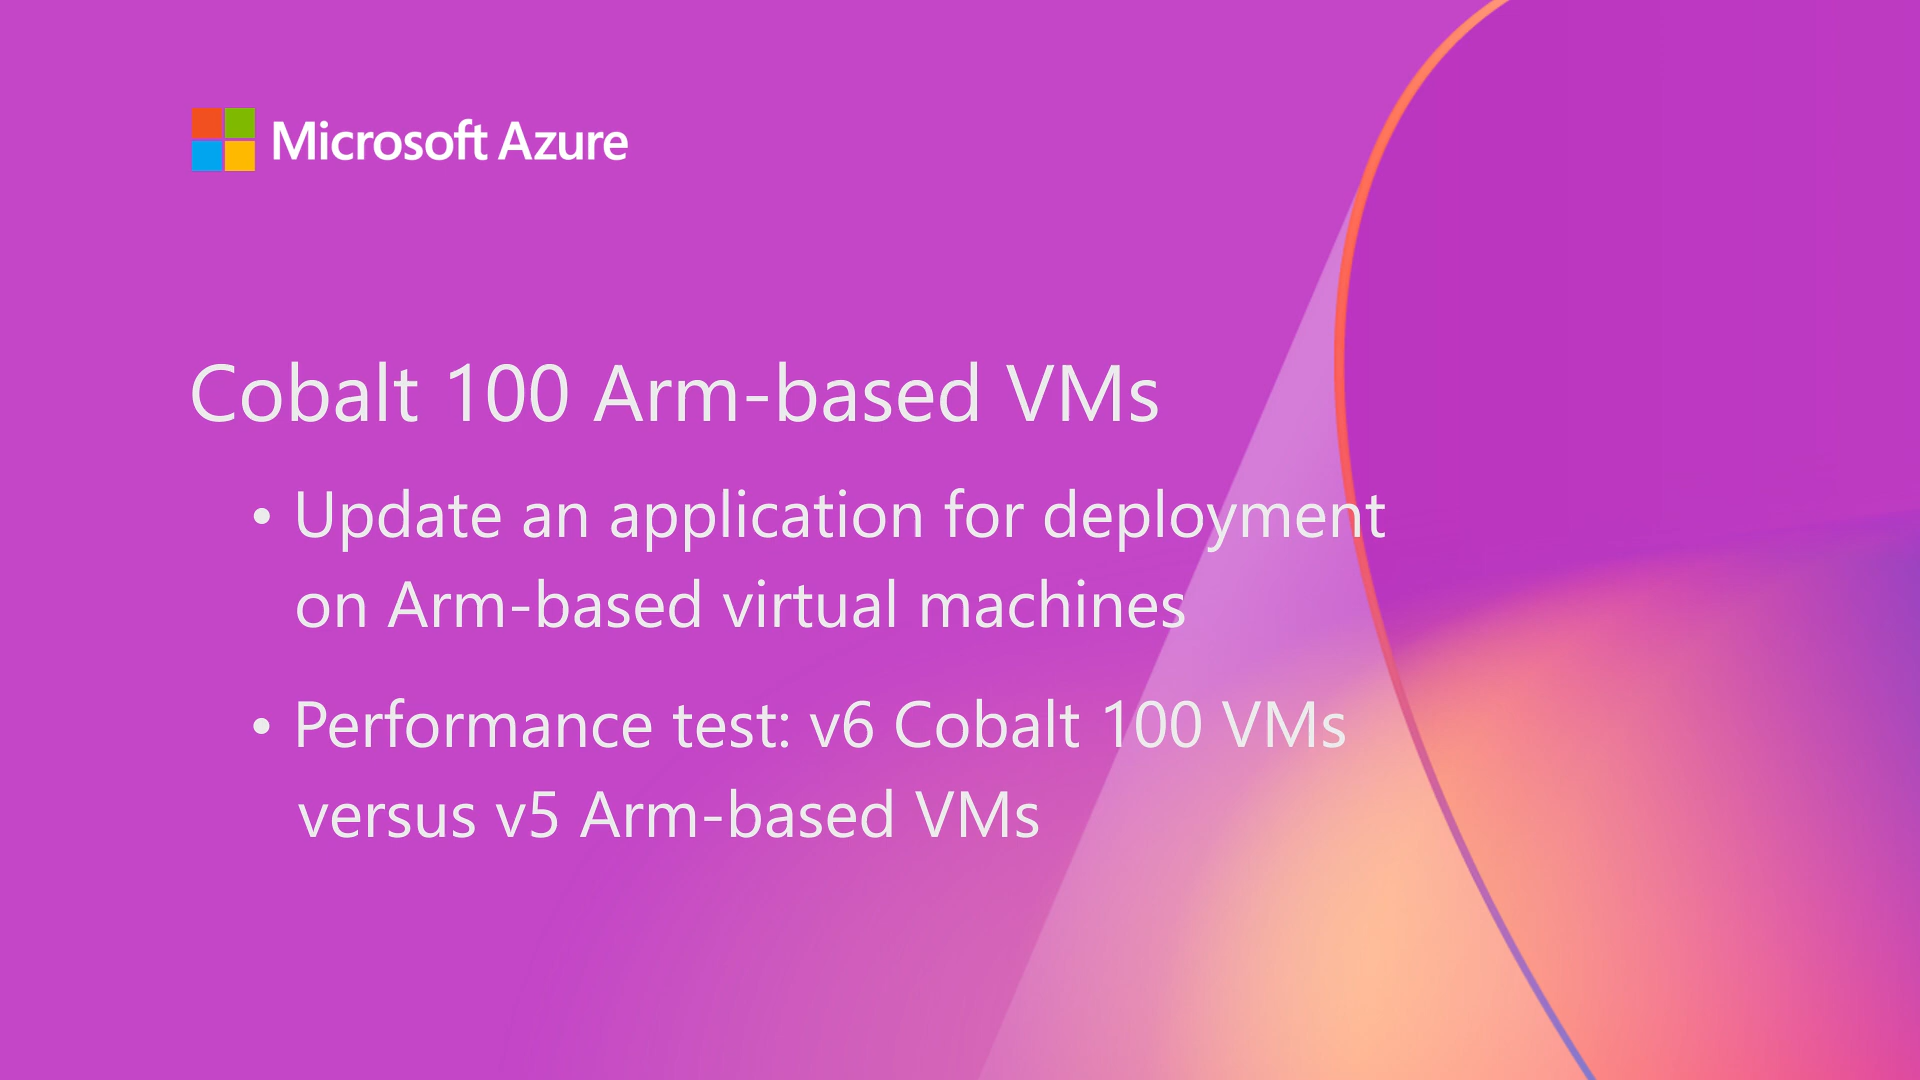 Microsoft Azure
Cobalt 100 Arm-based VMs
• Update an application for deployment
on Arm-based virtual machines
• Performance test: v6 Cobalt 100 VMs
versus v5 Arm-based VMs